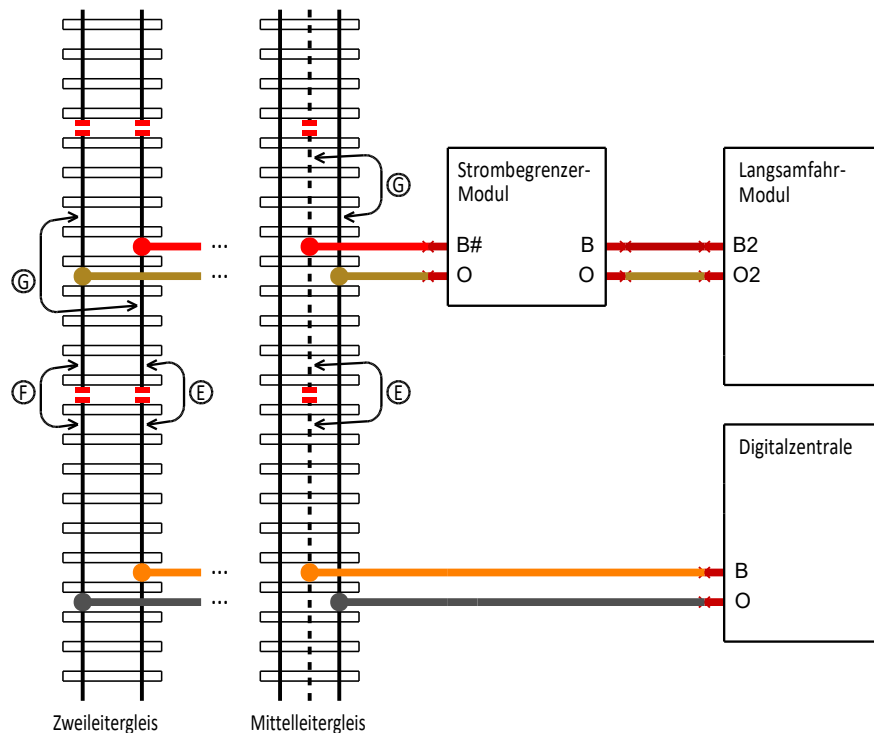 Strombegrenzer-
Modul
Langsamfahr-
Modul
G
B#
B
B2
...
O
O
O2
G
F
E
E
Digitalzentrale
...
B
...
O
Zweileitergleis
Mittelleitergleis